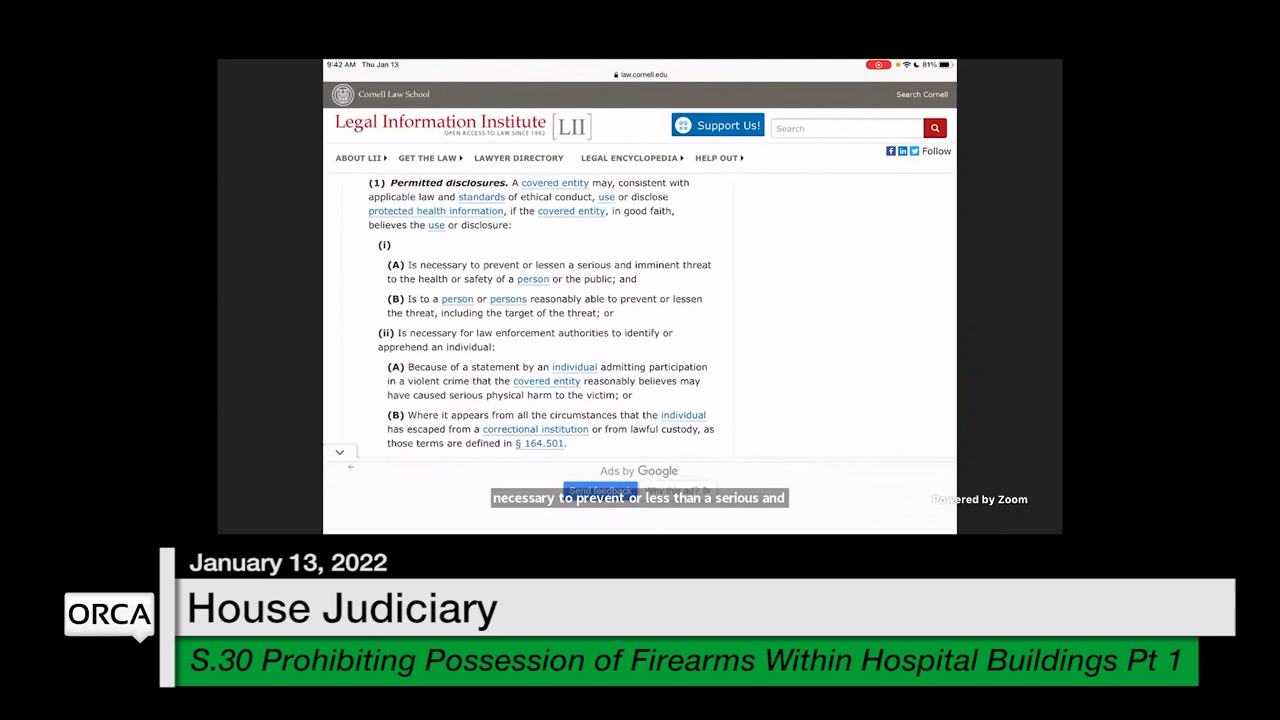 9:42 AM Thu Jan 13
81%
law.cornell.edu
Cornell Law School
Search Cornell
Legal Information Institute
OPEN ACCESS TO LAW SINCE 1992
LII
Support Us!
Search
Follow
ABOUT LII GET THE LAW LAWYER DIRECTORY LEGAL ENCYCLOPEDIA HELP OUT
(1) Permitted disclosures. A covered entity may, consistent with
applicable law and standards of ethical conduct, use or disclose
protected health information, if the covered entity, in good faith,
believes the use or disclosure:
(i)
(A) Is necessary to prevent or lessen a serious and imminent threat
to the health or safety of a person or the public; and
(B) Is to a person or persons reasonably able to prevent or lessen
the threat, including the target of the threat; or
(ii) Is necessary for law enforcement authorities to identify or
apprehend an individual:
(A) Because of a statement by an individual admitting participation
in a violent crime that the covered entity reasonably believes may
have caused serious physical harm to the victim; or
(B) Where it appears from all the circumstances that the individual
has escaped from a correctional institution or from lawful custody, as
those terms are defined in § 164.501.
Ads by Google
Send feedback Why this ad?
necessary to prevent or less than a serious and
Powered by Zoom
January 13, 2022
ORCA
House Judiciary
S.30 Prohibiting Possession of Firearms Within Hospital Buildings Pt 1